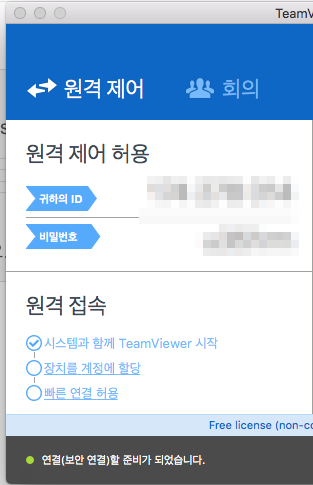 TeamV
원격 제어
회의
원격 제어 허용
귀하의 ID
비밀번호
원격 접속
시스템과 함께 TeamViewer 시작
장치를 계정에 할당
빠른 연결 허용
Free license (non-co
연결(보안 연결)할 준비가 되었습니다.